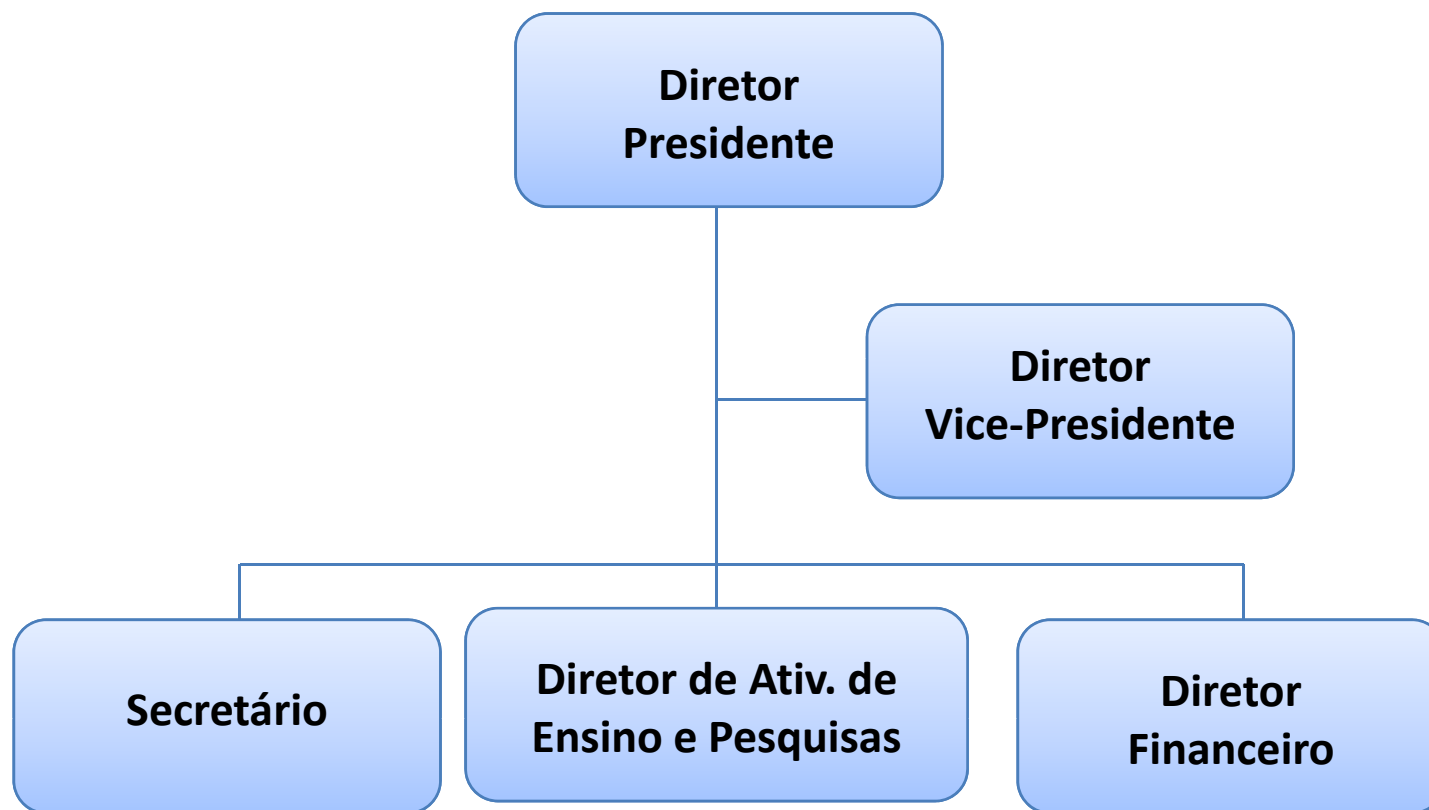 Diretor
Presidente
Diretor
Vice-Presidente
Secretário
Diretor de Ativ. de
Ensino e Pesquisas
Diretor
Financeiro